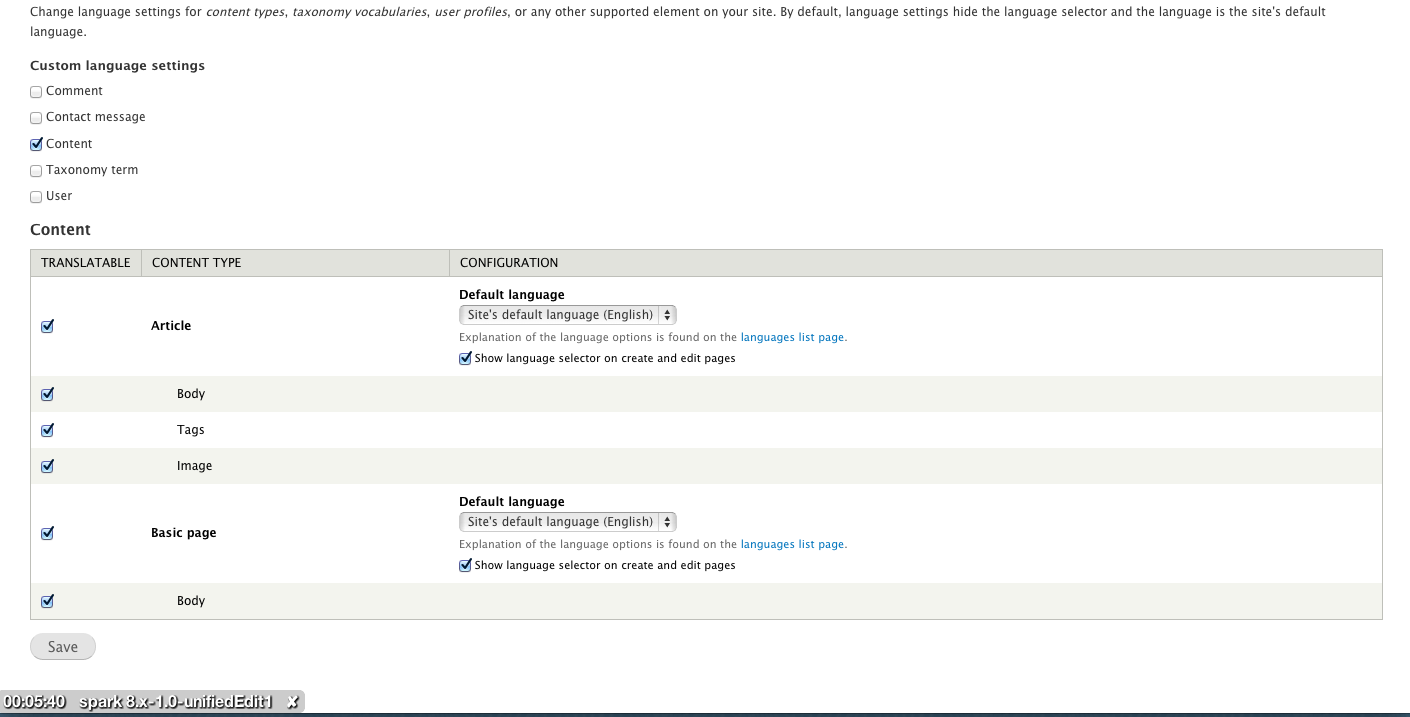 Change language settings for content types, taxonomy vocabularies, user profiles, or any other supported element on your site. By default, language settings hide the language selector and the language is the site's default
language.
Custom language settings
Comment
Contact message
Content
Taxonomy term
User
Content
TRANSLATABLE CONTENT TYPE CONFIGURATION
Default language
Site's default language (English)
Explanation of the language options is found on the languages list page.
Article
Show language selector on create and edit pages
Body
Tags
Image
Default language
Site's default language (English)
Basic page
Explanation of the language options is found on the languages list page.
Show language selector on create and edit pages
Body
Save
00:05:40 spark 8.x-1.0-unifiedEdit1 x